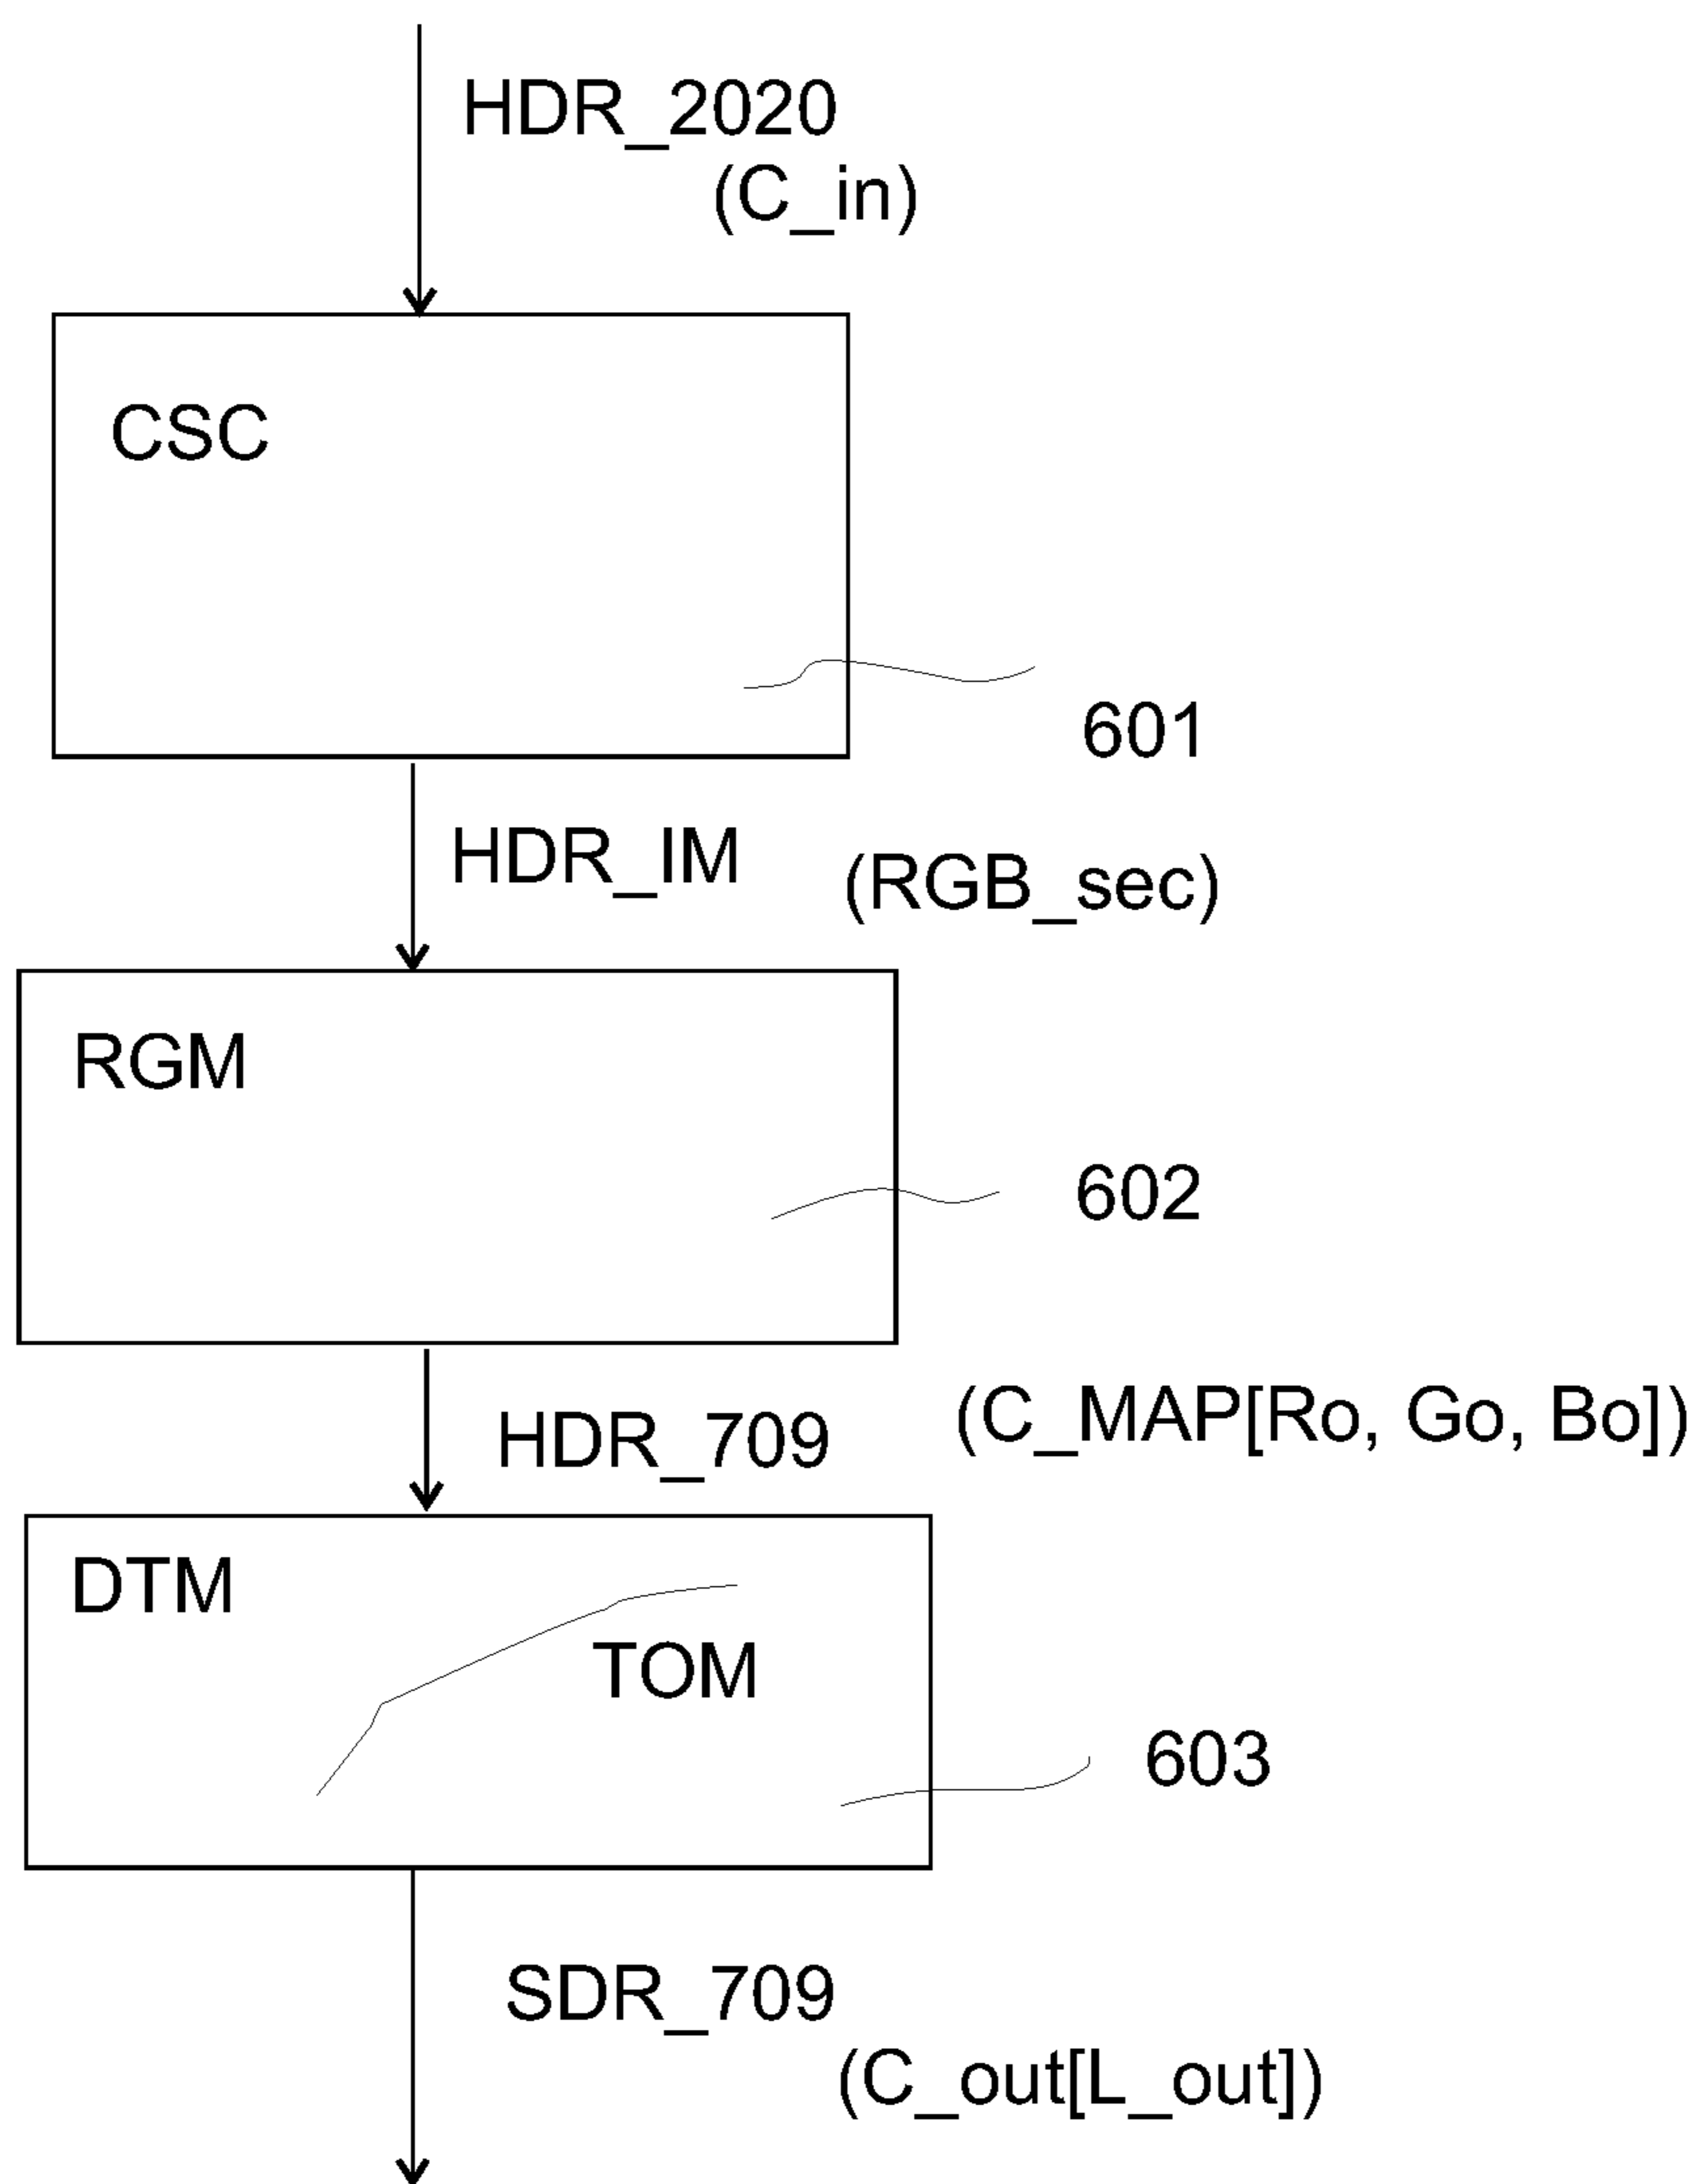 HDR_2020
(C_in)
CSC
601
HDR_IM
(RGB_sec)
RGM
602
(C_MAP[Ro, Go, Bo])
HDR_709
DTM
TOM
603
SDR_709
(C_out[L_out])